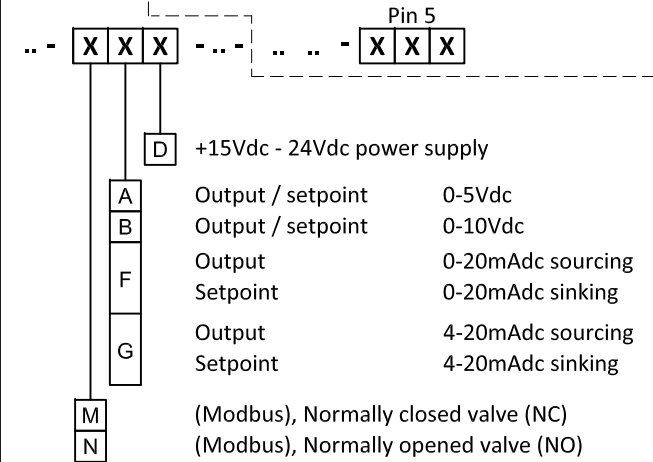 Pin 5
.. - X X X - .. - .. .. - X X X
D +15Vdc - 24Vdc power supply
A Output / setpoint 0-5Vdc
B Output / setpoint 0-10Vdc
F Output 0-20mAdc sourcing
Setpoint 0-20mAdc sinking
G Output 4-20mAdc sourcing
Setpoint 4-20mAdc sinking
M (Modbus), Normally closed valve (NC)
N (Modbus), Normally opened valve (NO)